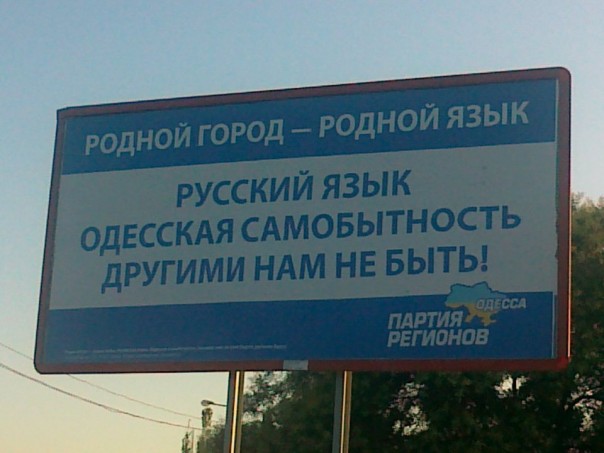 РОДНОЙ ГОРОД – РОДНОЙ ЯЗЫК
РУССКИЙ ЯЗЫК
ОДЕССКАЯ САМОБЫТНОСТЬ
ДРУГИМИ НАМ НЕ БЫТЬ!
ОДЕССА
ПАРТИЯ
РЕГИОНОВ